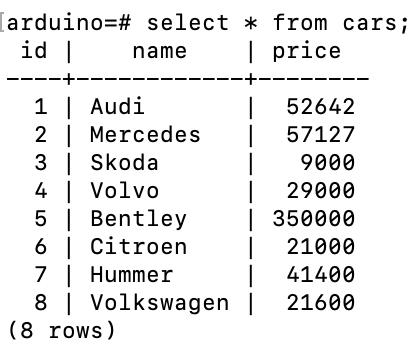 [arduino=# select * from cars;
 id |    name    | price
----+------------+--------
  1 | Audi       |  52642
  2 | Mercedes   |  57127
  3 | Skoda      |   9000
  4 | Volvo      |  29000
  5 | Bentley    | 350000
  6 | Citroen    |  21000
  7 | Hummer     |  41400
  8 | Volkswagen |  21600
(8 rows)